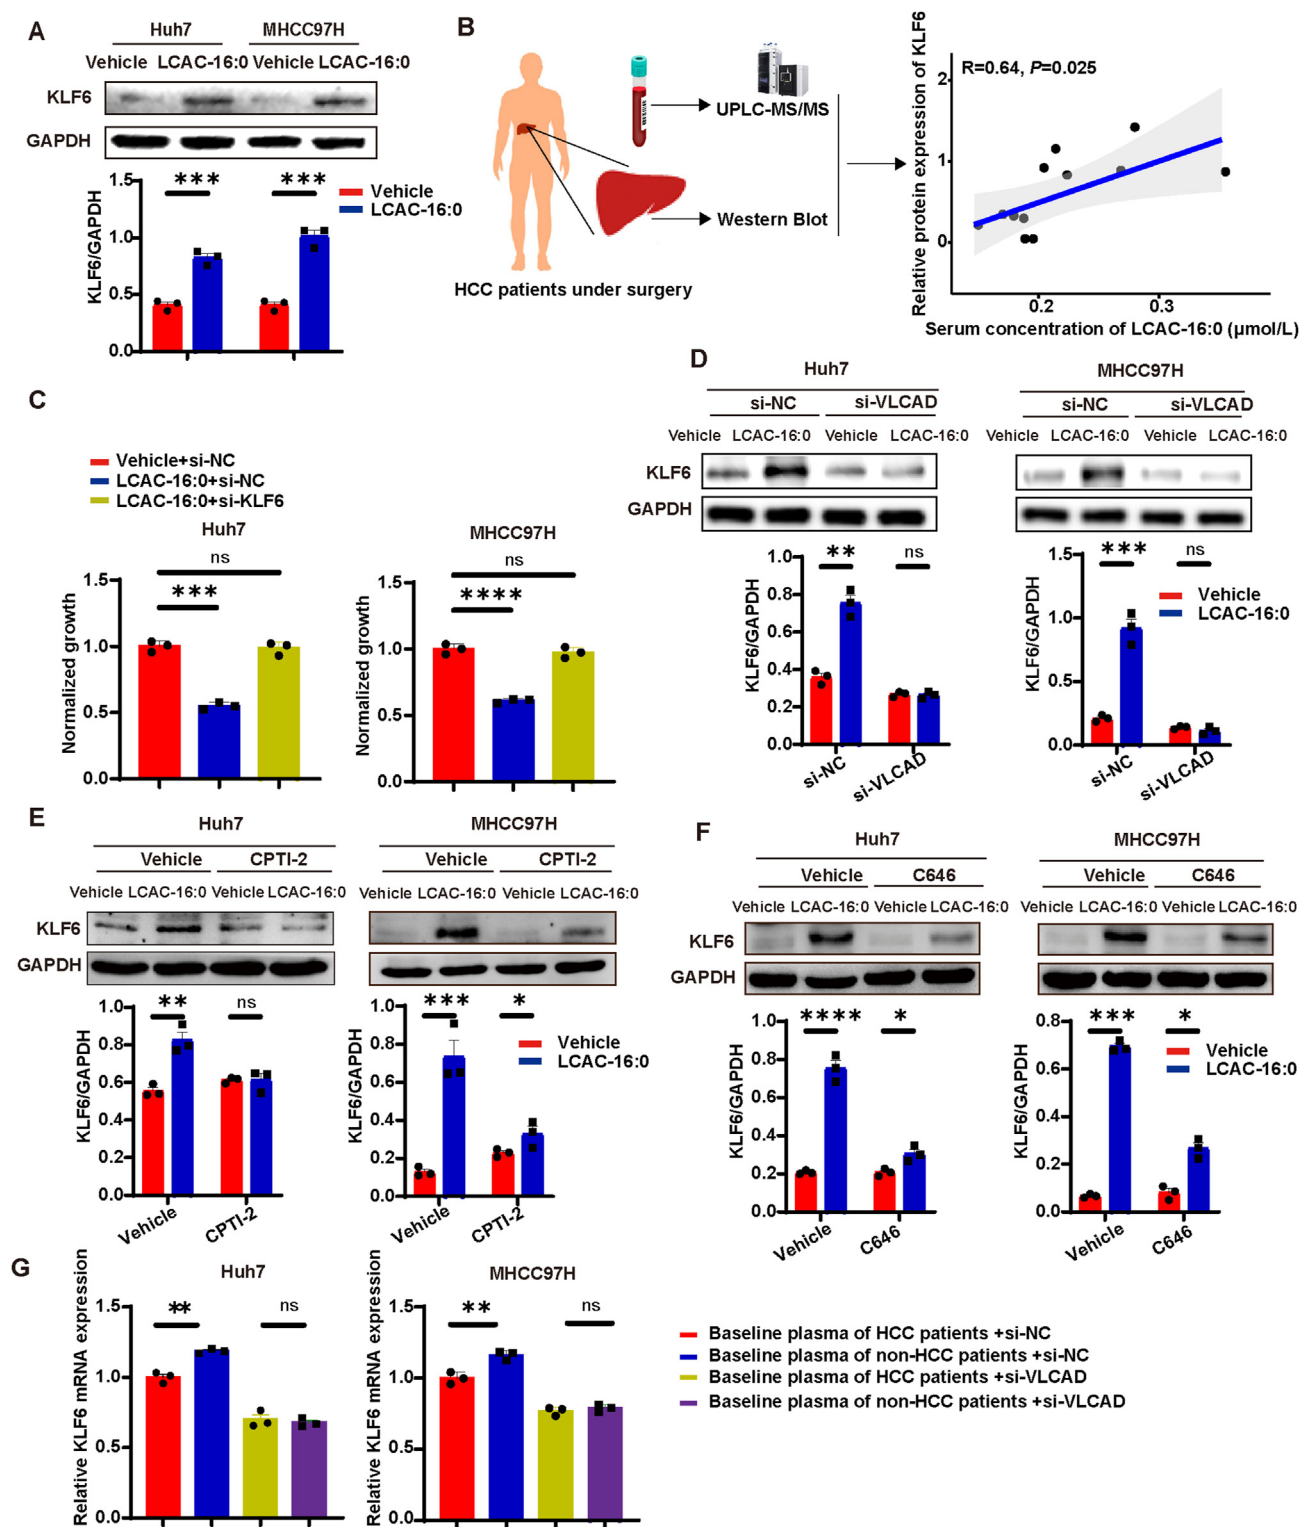 A
Huh7 MHCC97H
Vehicle LCAC-16:0 Vehicle LCAC-16:0
KLF6
GAPDH
*** ***
Vehicle
LCAC-16:0
KLF6/GAPDH
1.5
1.0
0.5
0.0
B
UPLC-MS/MS
Western Blot
HCC patients under surgery
Relative protein expression of KLF6
R=0.64, P=0.025
2
1
0
0.2 0.3
Serum concentration of LCAC-16:0 (μmol/L)
C
Vehicle+si-NC
LCAC-16:0+si-NC
LCAC-16:0+si-KLF6
Huh7
ns
***
Normalized growth
1.5
1.0
0.5
0.0
MHCC97H
ns
****
Normalized growth
1.5
1.0
0.5
0.0
D
Huh7
si-NC si-VLCAD
Vehicle LCAC-16:0 Vehicle LCAC-16:0
KLF6
GAPDH
** ns
KLF6/GAPDH
1.0
0.8
0.6
0.4
0.2
0.0
si-NC si-VLCAD
MHCC97H
si-NC si-VLCAD
Vehicle LCAC-16:0 Vehicle LCAC-16:0
*** ns
Vehicle
LCAC-16:0
KLF6/GAPDH
1.5
1.0
0.5
0.0
si-NC si-VLCAD
E
Huh7
Vehicle CPTI-2
Vehicle LCAC-16:0 Vehicle LCAC-16:0
KLF6
GAPDH
** ns
KLF6/GAPDH
1.0
0.8
0.6
0.4
0.2
0.0
Vehicle CPTI-2
MHCC97H
Vehicle CPTI-2
Vehicle LCAC-16:0 Vehicle LCAC-16:0
*** *
Vehicle
LCAC-16:0
KLF6/GAPDH
1.0
0.8
0.6
0.4
0.2
0.0
Vehicle CPTI-2
F
Huh7
Vehicle C646
Vehicle LCAC-16:0 Vehicle LCAC-16:0
KLF6
GAPDH
**** *
KLF6/GAPDH
1.0
0.8
0.6
0.4
0.2
0.0
Vehicle C646
MHCC97H
Vehicle C646
Vehicle LCAC-16:0 Vehicle LCAC-16:0
*** *
Vehicle
LCAC-16:0
KLF6/GAPDH
0.8
0.6
0.4
0.2
0.0
Vehicle C646
G
Huh7
** ns
Relative KLF6 mRNA expression
1.5
1.0
0.5
0.0
MHCC97H
** ns
Relative KLF6 mRNA expression
1.5
1.0
0.5
0.0
Baseline plasma of HCC patients +si-NC
Baseline plasma of non-HCC patients +si-NC
Baseline plasma of HCC patients +si-VLCAD
Baseline plasma of non-HCC patients +si-VLCAD